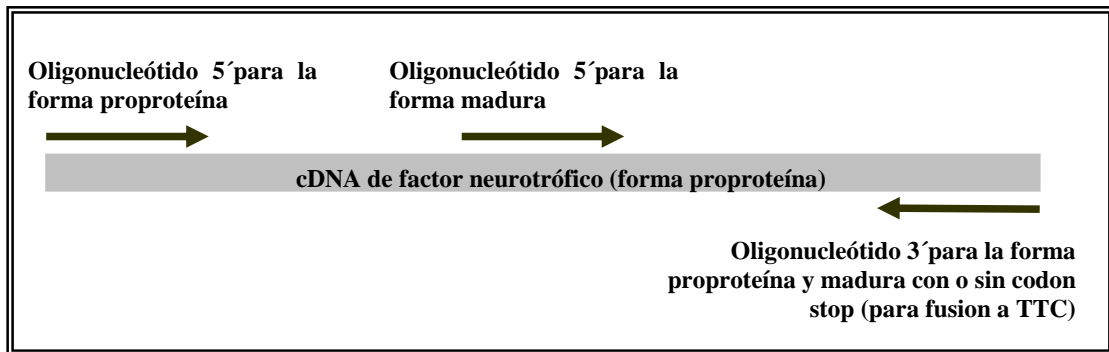 Oligonucleótido 5´para la
forma proproteína
Oligonucleótido 5´para la
forma madura
cDNA de factor neurotrófico (forma proproteína)
Oligonucleótido 3´para la forma
proproteína y madura con o sin codon
stop (para fusion a TTC)